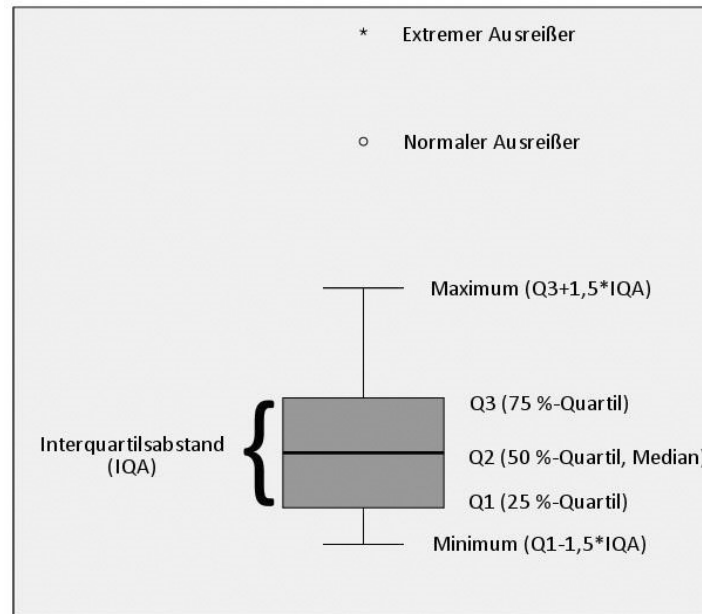 * Extremer Ausreißer
Normaler Ausreißer
Maximum (Q3+1,5*IQA)
Q3 (75 %-Quartil)
Interquartilsabstand
(IQA)
Q2 (50 %-Quartil, Median)
Q1 (25 %-Quartil)
Minimum (Q1-1,5*IQA)